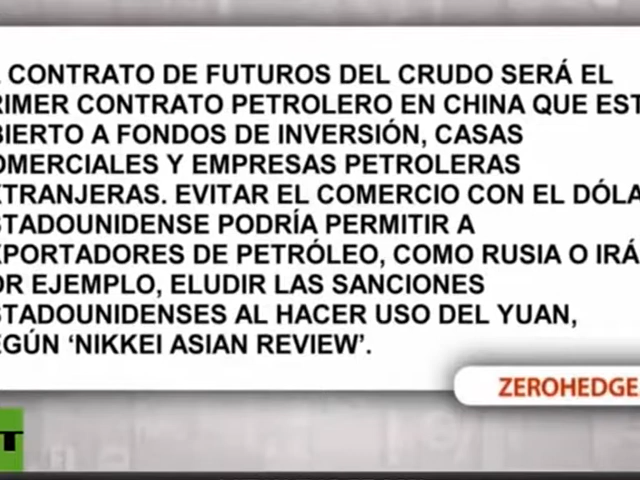 CONTRATO DE FUTUROS DEL CRUDO SERÁ EL
RIMER CONTRATO PETROLERO EN CHINA QUE EST
BIERTO A FONDOS DE INVERSIÓN, CASAS
OMERCIALES Y EMPRESAS PETROLERAS
XTRANJERAS. EVITAR EL COMERCIO CON EL DÓLA
STADOUNIDENSE PODRÍA PERMITIR A
XPORTADORES DE PETRÓLEO, COMO RUSIA O IRÁ
OR EJEMPLO, ELUDIR LAS SANCIONES
STADOUNIDENSES AL HACER USO DEL YUAN,
EGÚN ‘NIKKEI ASIAN REVIEW’.
ZEROHEDGE
T